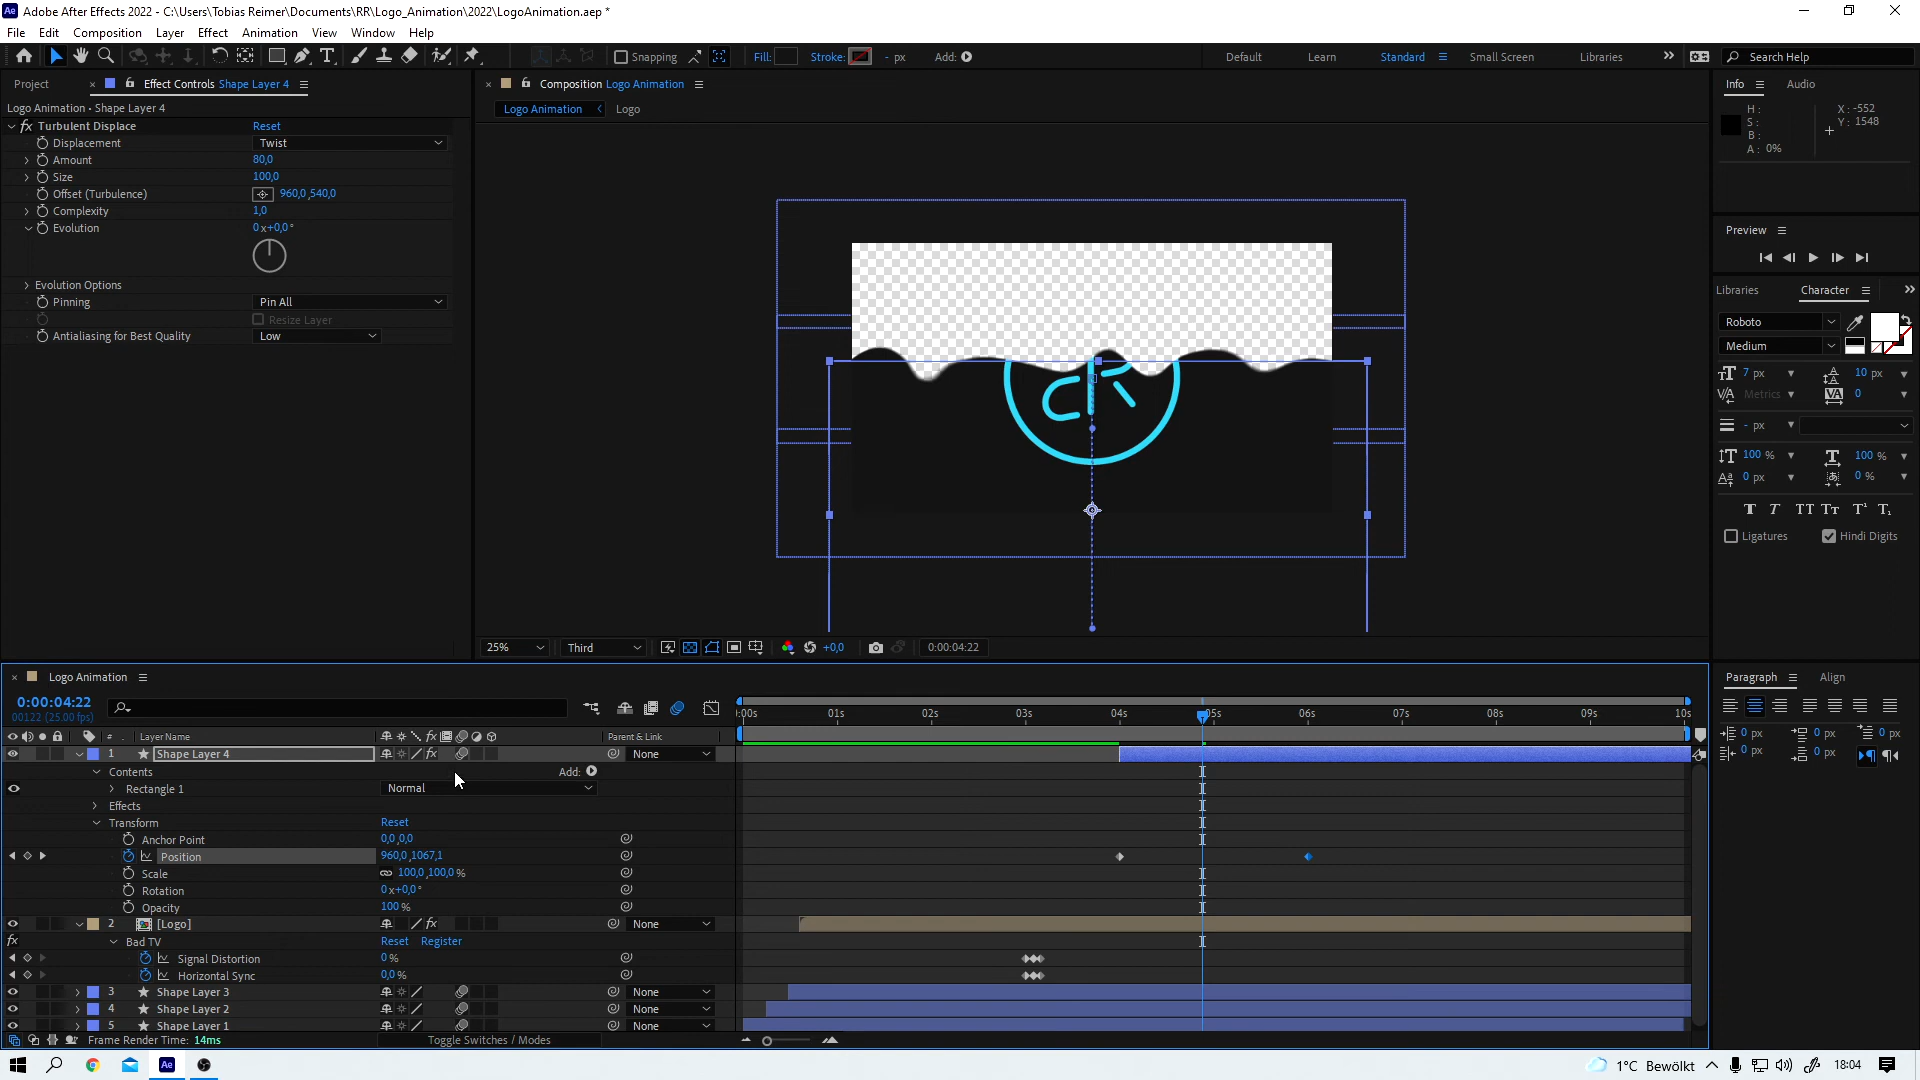 Adobe After Effects 2022 - C:\Users\Tobias Reimer\Documents\RR\Logo_Animation\2022\LogoAnimation.aep *
File Edit Composition Layer Effect Animation View Window Help
Snapping Fill: Stroke: - px Add: Default Learn Standard Small Screen Libraries Search Help
Project Effect Controls Shape Layer 4
Logo Animation • Shape Layer 4
fx Turbulent Displace Reset
Displacement Twist
Amount 80,0
Size 100,0
Offset (Turbulence) 960,0,540,0
Complexity 1,0
Evolution 0x+0,0°
Evolution Options
Pinning Pin All
Resize Layer
Antialiasing for Best Quality Low
Composition Logo Animation
Logo Animation Logo
25% Third +0,0 0:00:04:22
Info Audio
H: X: -552
S: Y: 1548
B:
A: 0%
Preview
Libraries Character
Roboto
Medium
7 px 10 px
Metrics 0
- px
100 % 100 %
0 px 0 %
Ligatures Hindi Digits
Paragraph Align
0 px 0 px 0 px
0 px 0 px
Logo Animation
0:00:04:22
00122 (25.00 fps)
:00s 01s 02s 03s 04s 05s 06s 07s 08s 09s 10s
# Layer Name Parent & Link
1 Shape Layer 4 None
Contents Add:
Rectangle 1 Normal
Effects
Transform Reset
Anchor Point 0,0,0,0
Position 960,0,1067,1
Scale 100,0,100,0%
Rotation 0x+0,0°
Opacity 100%
2 [Logo] None
fx Bad TV Reset Register
Signal Distortion 0%
Horizontal Sync 0,0%
3 Shape Layer 3 None
4 Shape Layer 2 None
5 Shape Layer 1 None
Frame Render Time: 14ms Toggle Switches / Modes
1°C Bewölkt 18:04